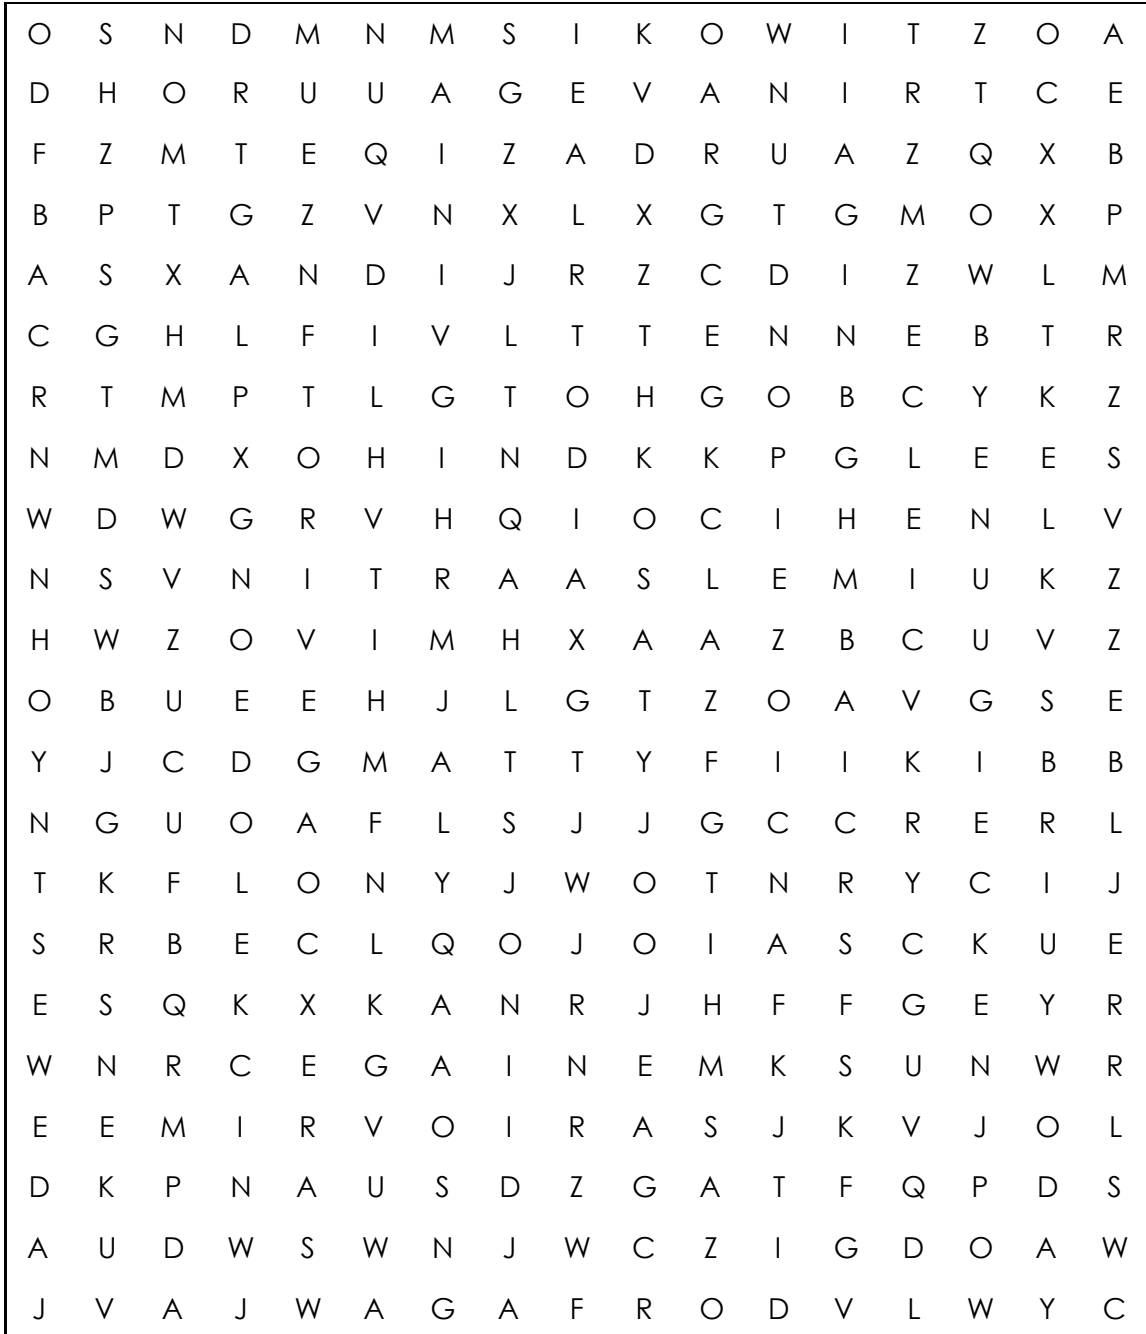 O S N D M N M S I K O W I T Z O A
D H O R U U A G E V A N I R T C E
F Z M T E Q I Z A D R U A Z Q X B
B P T G Z V N X L X G T G M O X P
A S X A N D I J R Z C D I Z W L M
C G H L F I V L T T E N N E B T R
R T M P T L G T O H G O B C Y K Z
N M D X O H I N D K K P G L E E S
W D W G R V H Q I O C I H E N L V
N S V N I T R A A S L E M I U K Z
H W Z O V I M H X A A Z B C U V Z
O B U E E H J L G T Z O A V G S E
Y J C D G M A T T Y F I I K I B B
N G U O A F L S J J G C C R E R L
T K F L O N Y J W O T N R Y C I J
S R B E C L Q O J O I A S C K U E
E S Q K X K A N R J H F F G E Y R
W N R C E G A I N E M K S U N W R
E E M I R V O I R A S J K V J O L
D K P N A U S D Z G A T F Q P D S
A U D W S W N J W C Z I G D O A W
J V A J W A G A F R O D V L W Y C